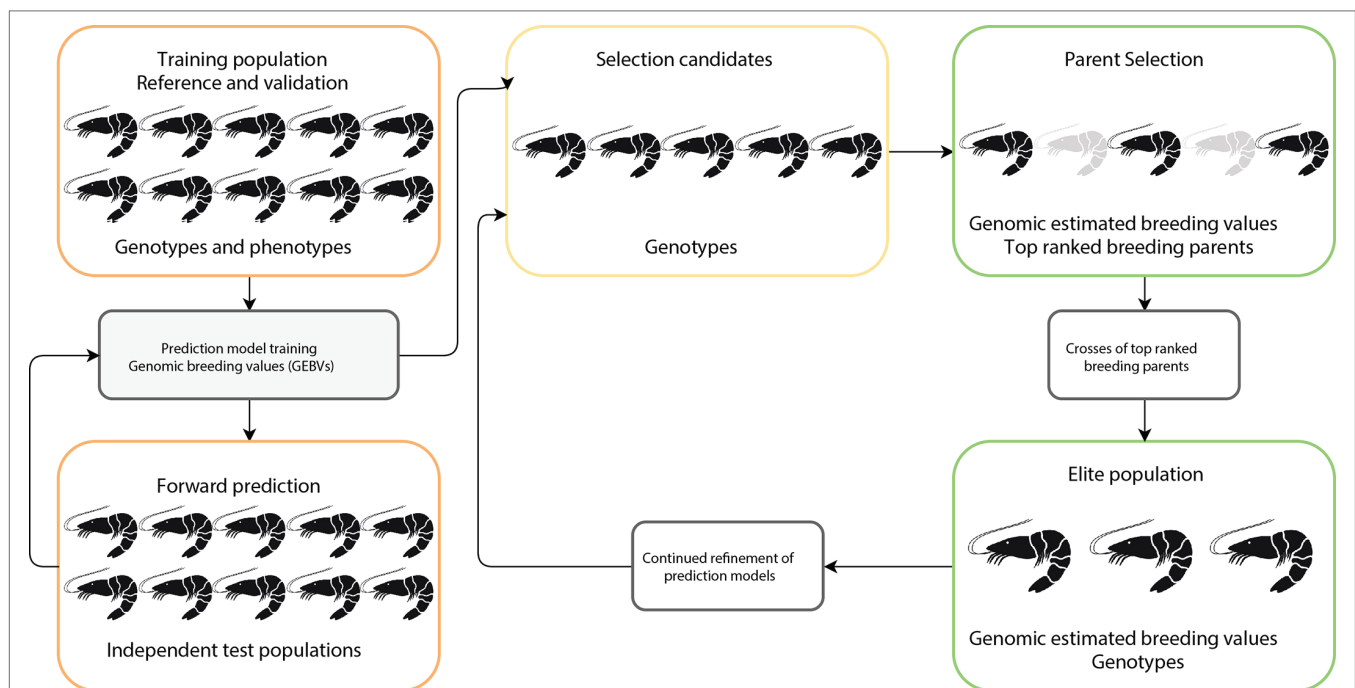 Training population
Reference and validation
Genotypes and phenotypes
Prediction model training
Genomic breeding values (GEBVs)
Forward prediction
Independent test populations
Selection candidates
Genotypes
Parent Selection
Genomic estimated breeding values
Top ranked breeding parents
Crosses of top ranked
breeding parents
Elite population
Genomic estimated breeding values
Genotypes
Continued refinement of
prediction models